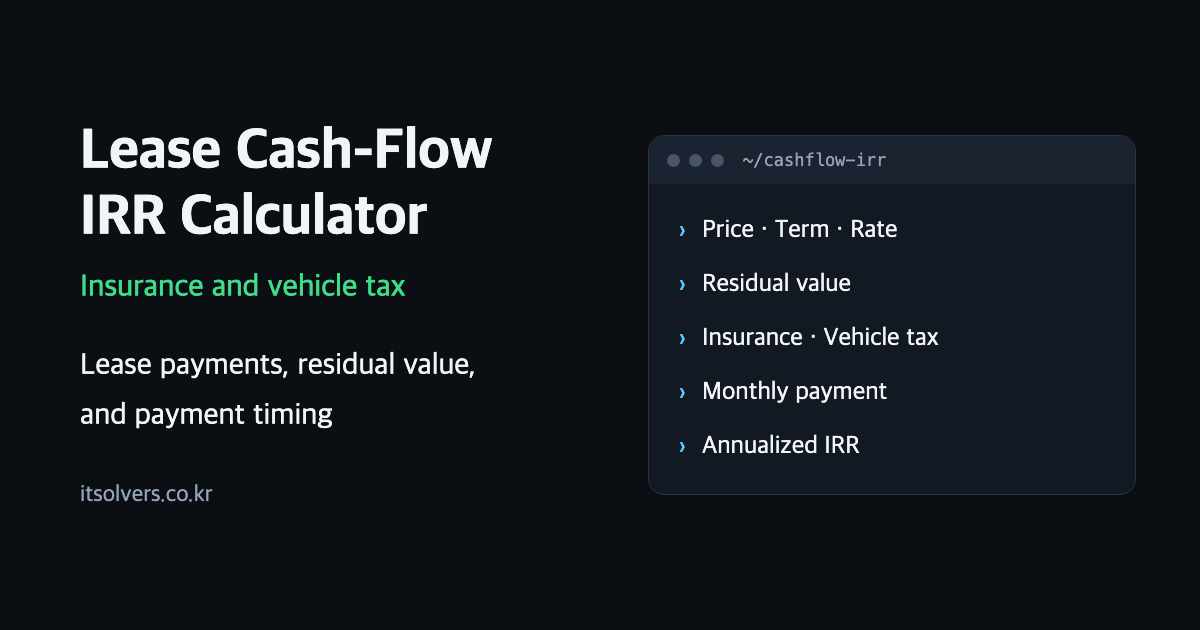 Lease Cash-Flow
IRR Calculator
Insurance and vehicle tax
Lease payments, residual value,
and payment timing
itsolvers.co.kr
~/cashflow-irr
› Price · Term · Rate
› Residual value
› Insurance · Vehicle tax
› Monthly payment
› Annualized IRR